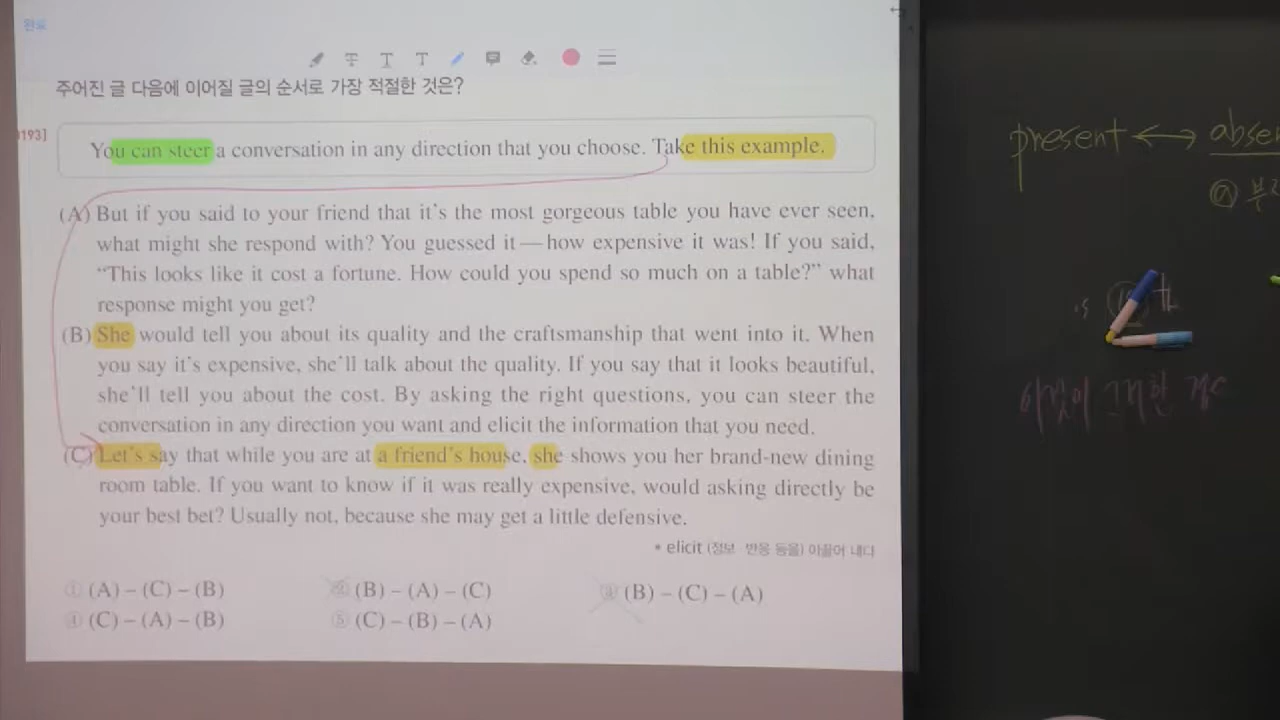 완료
주어진 글 다음에 이어질 글의 순서로 가장 적절한 것은?
193]
You can steer a conversation in any direction that you choose. Take this example.
(A) But if you said to your friend that it's the most gorgeous table you have ever seen,
what might she respond with? You guessed it — how expensive it was! If you said,
“This looks like it cost a fortune. How could you spend so much on a table?” what
response might you get?
(B) She would tell you about its quality and the craftsmanship that went into it. When
you say it's expensive, she'll talk about the quality. If you say that it looks beautiful,
she'll tell you about the cost. By asking the right questions, you can steer the
conversation in any direction you want and elicit the information that you need.
(C) Let's say that while you are at a friend's house, she shows you her brand-new dining
room table. If you want to know if it was really expensive, would asking directly be
your best bet? Usually not, because she may get a little defensive.
* elicit (정보 반응 등을) 이끌어 내다
① (A) – (C) – (B) ② (B) – (A) – (C) ③ (B) – (C) – (A)
④ (C) – (A) – (B) ⑤ (C) – (B) – (A)
present ↔ abse